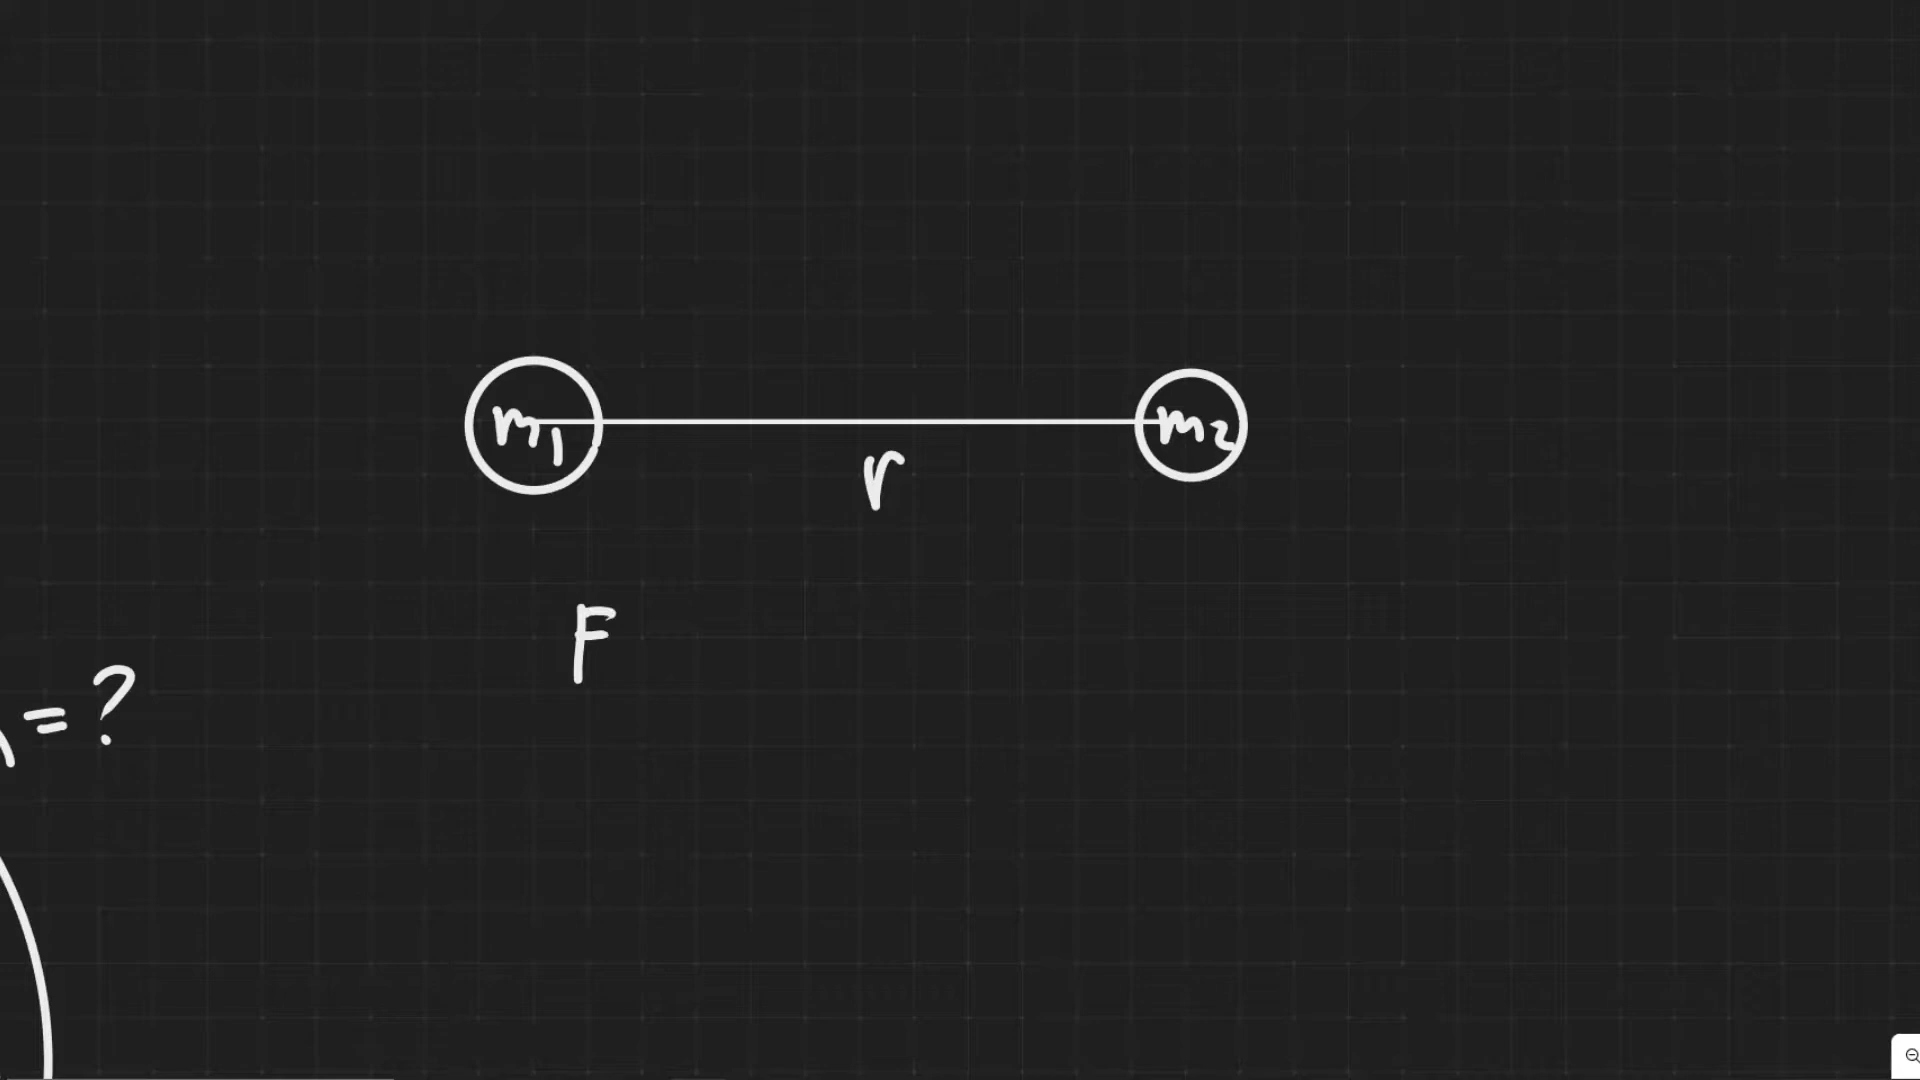 m₁ m₂
r
F
= ?